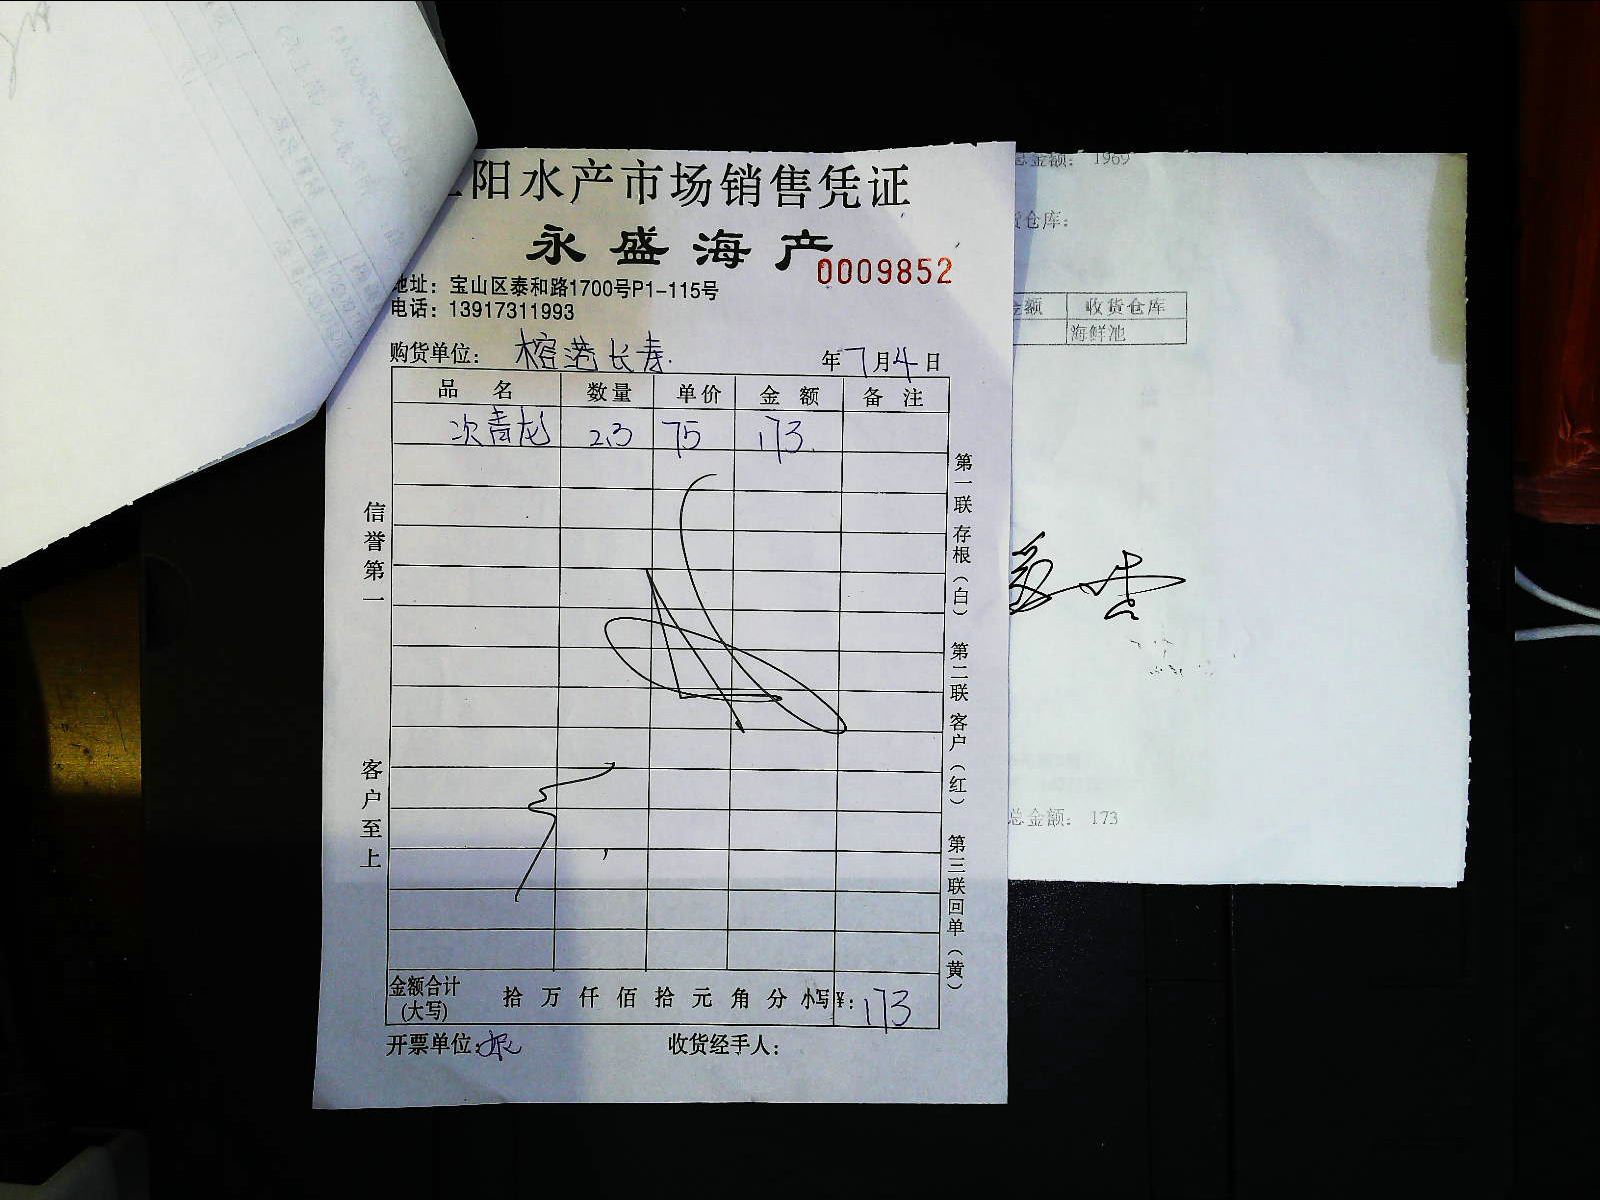 阳水产市场销售凭证
永盛海产
0009852
地址：宝山区泰和路1700号P1-115号
电话：13917311993
购货单位： 榕港长寿 年7月4日
品名 数量 单价 金额 备注
次青龙 2.3 75 173
信誉第一
客户至上
第一联存根（白） 第二联客户（红） 第三联回单（黄）
金额合计（大写） 拾万仟佰拾元角分 小写¥：173
开票单位： 收货经手人：
总金额： 1969
货仓库：
金额 收货仓库
海鲜池
总金额： 173